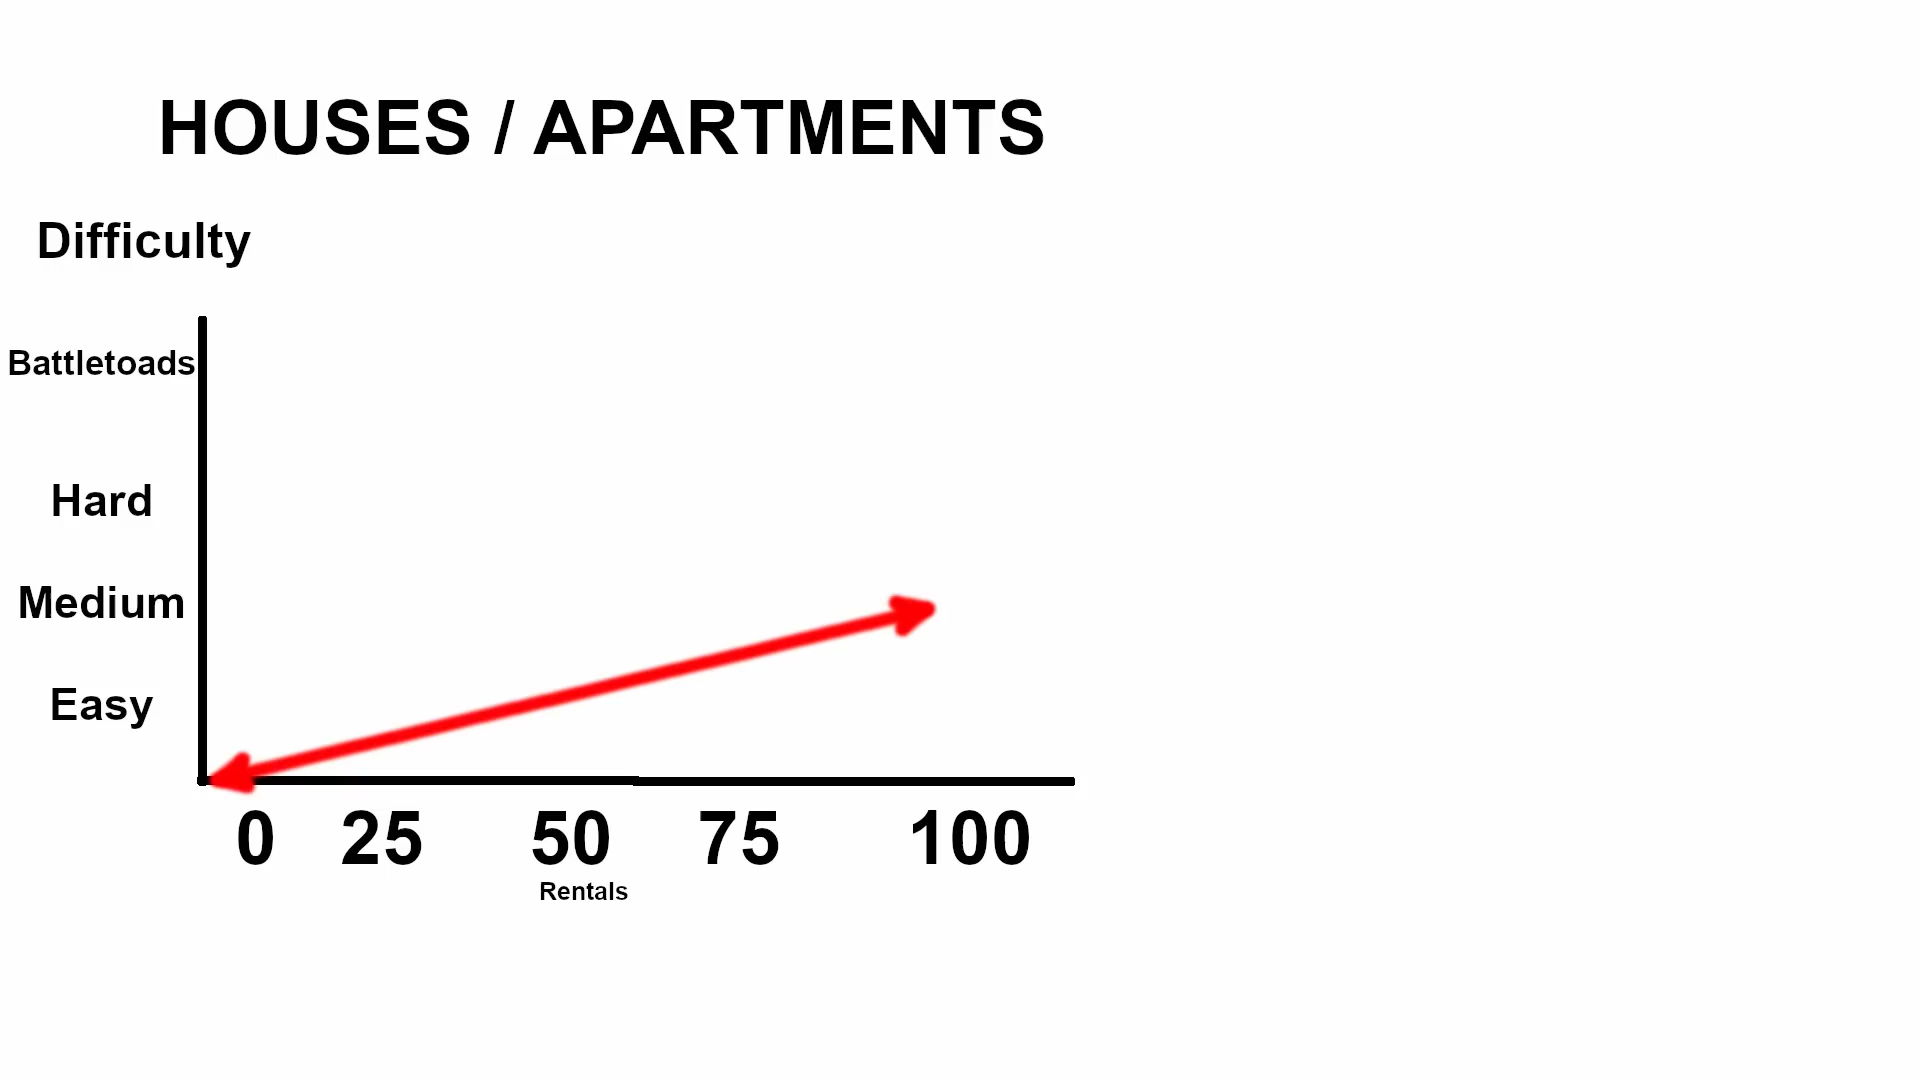 HOUSES / APARTMENTS
Difficulty
Battletoads
Hard
Medium
Easy
0 25 50 75 100
Rentals